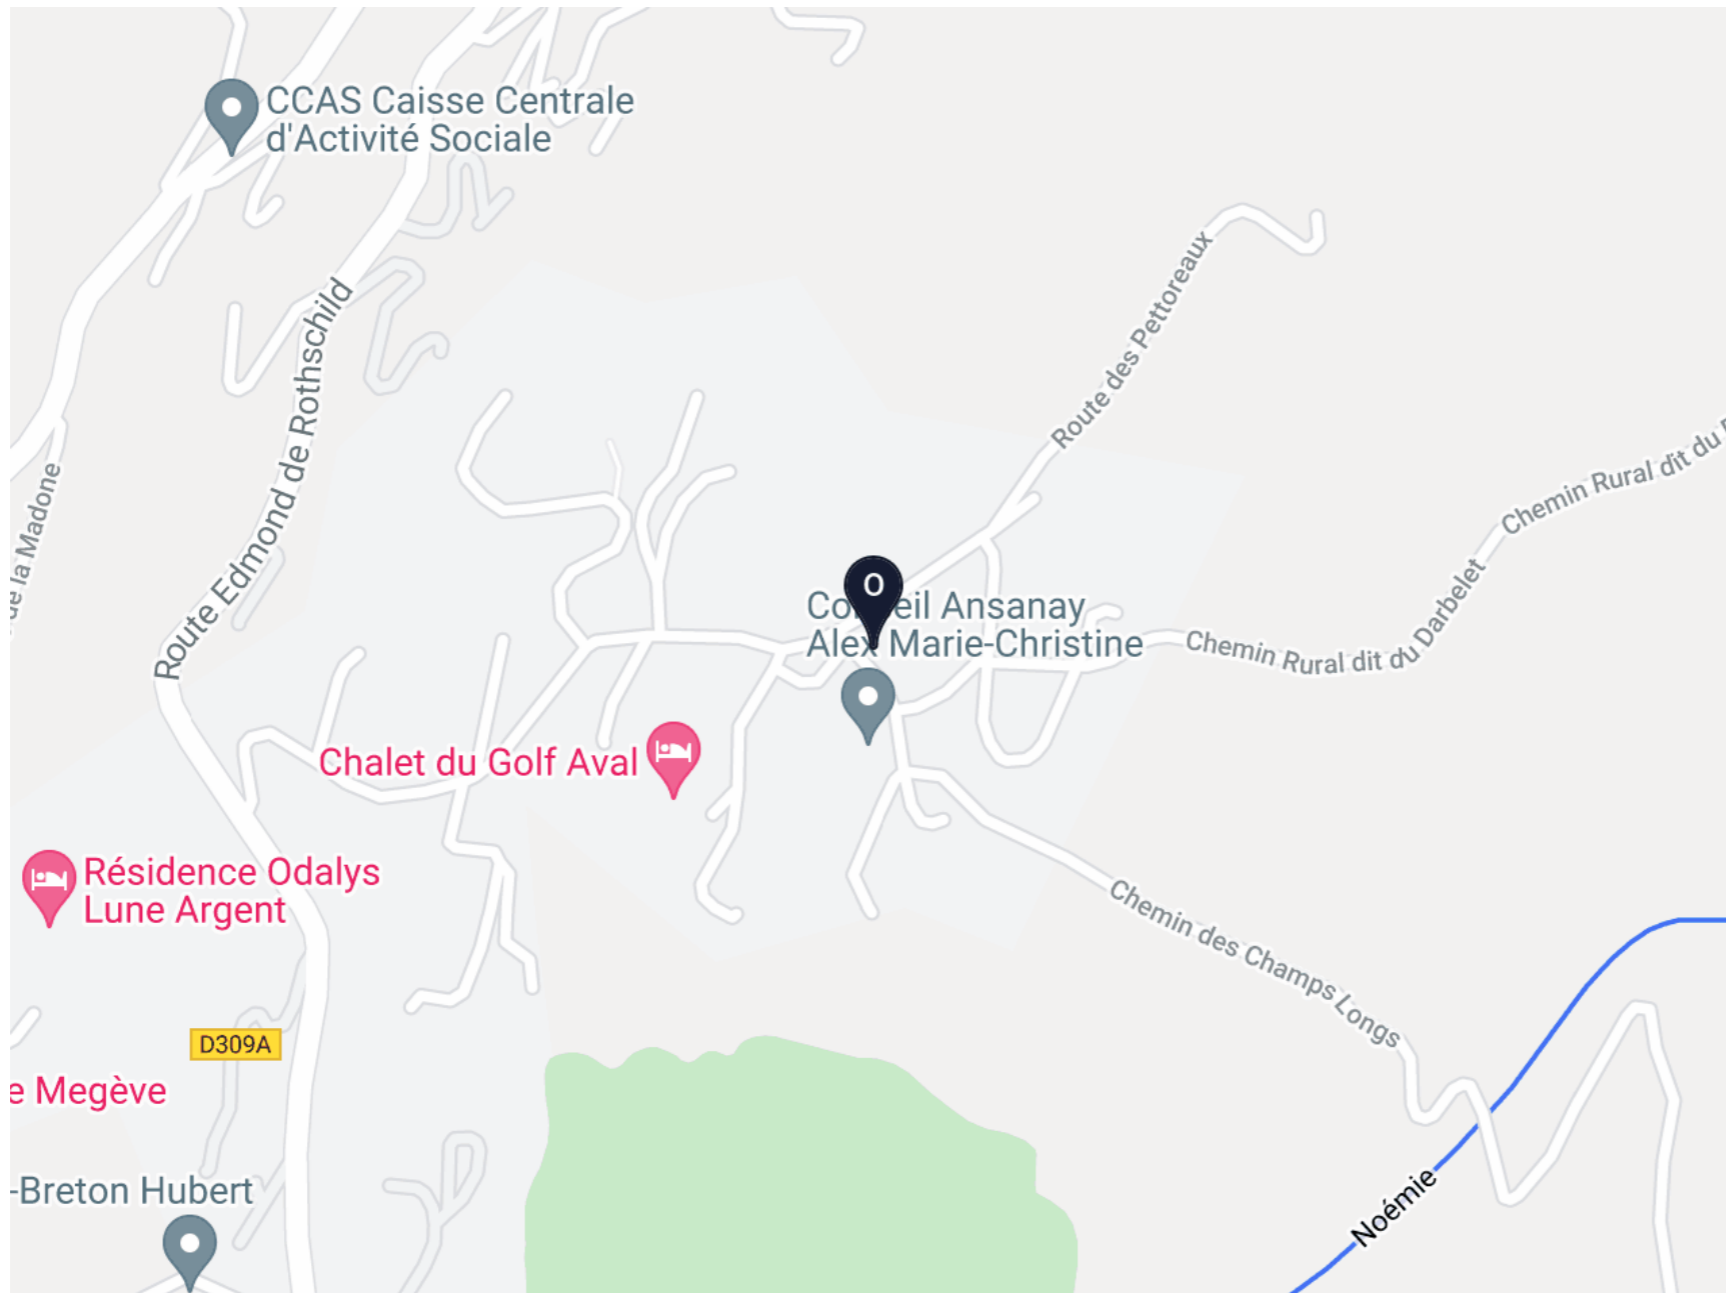 CCAS Caisse Centrale
d'Activité Sociale
Route Edmond de Rothschild
de la Madone
Route des Pettoreaux
Chemin Rural dit du
Chemin Rural dit du Darbelet
O
Ansanay
Alex Marie-Christine
Chalet du Golf Aval
Résidence Odalys
Lune Argent
Chemin des Champs Longs
D309A
e Megève
-Breton Hubert
Noémie